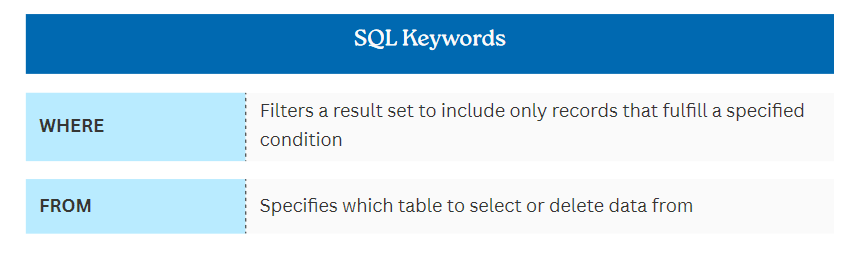 SQL Keywords
WHERE
Filters a result set to include only records that fulfill a specified
condition
FROM
Specifies which table to select or delete data from